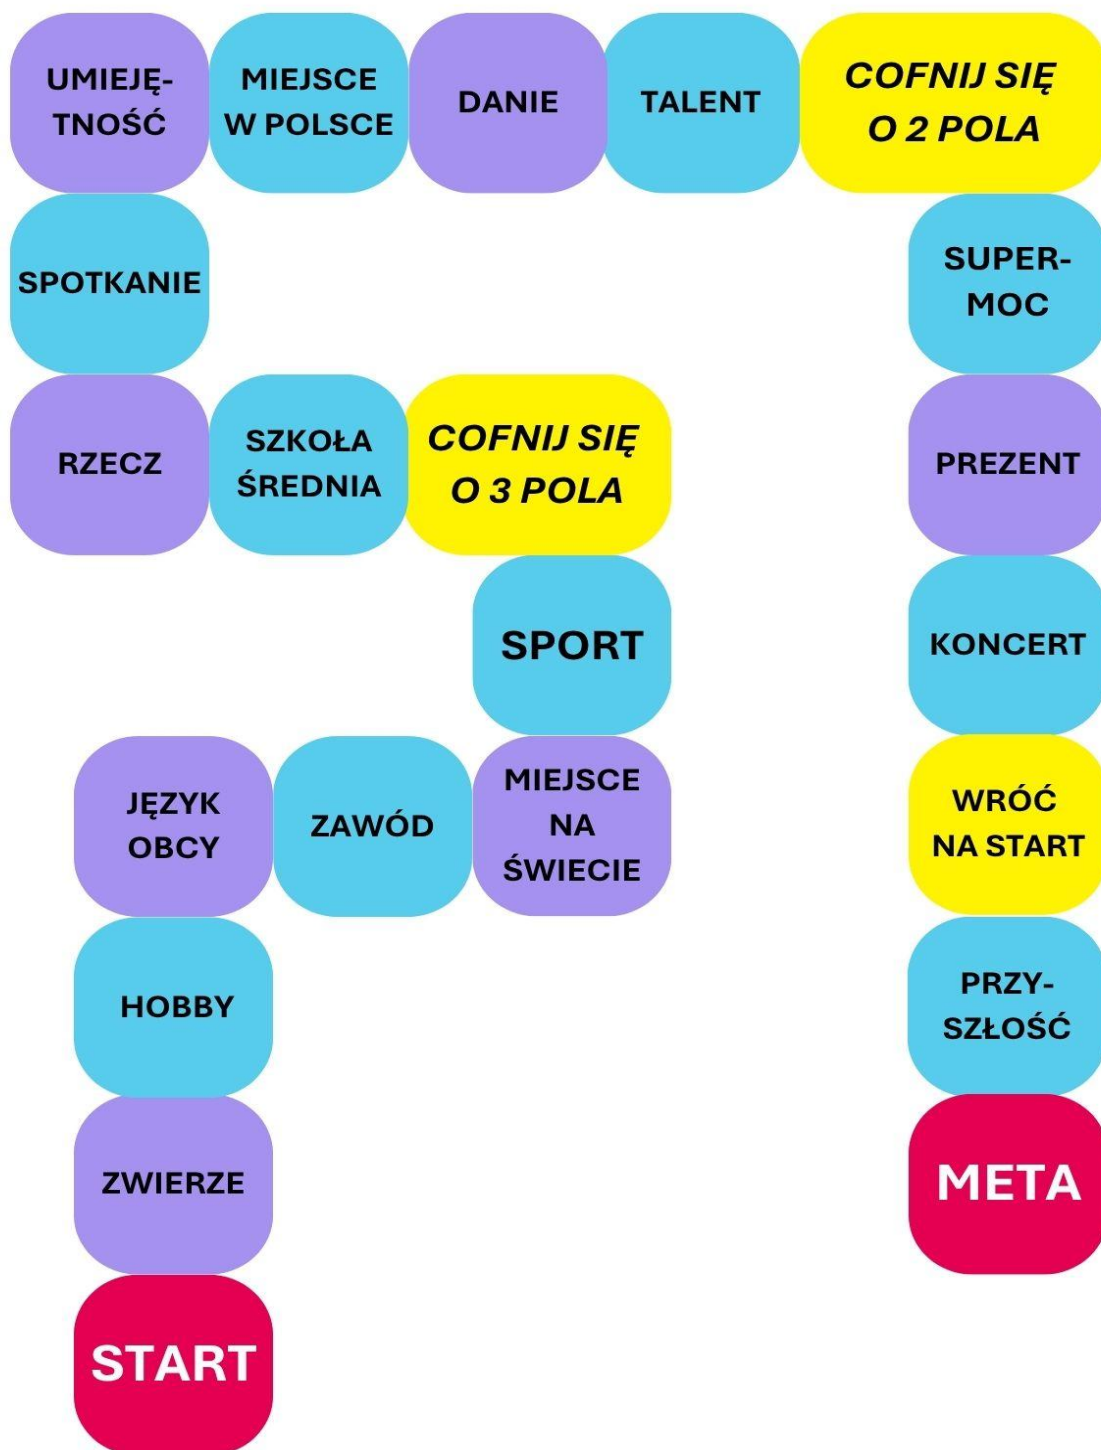 UMIEJĘ-
TNOŚĆ
MIEJSCE
W POLSCE
DANIE
TALENT
COFNIJ SIĘ
O 2 POLA
SPOTKANIE
SUPER-
MOC
RZECZ
SZKOŁA
ŚREDNIA
COFNIJ SIĘ
O 3 POLA
PREZENT
SPORT
KONCERT
JĘZYK
OBCY
ZAWÓD
MIEJSCE
NA
ŚWIECIE
WRÓĆ
NA START
HOBBY
PRZY-
SZŁOŚĆ
ZWIERZE
META
START